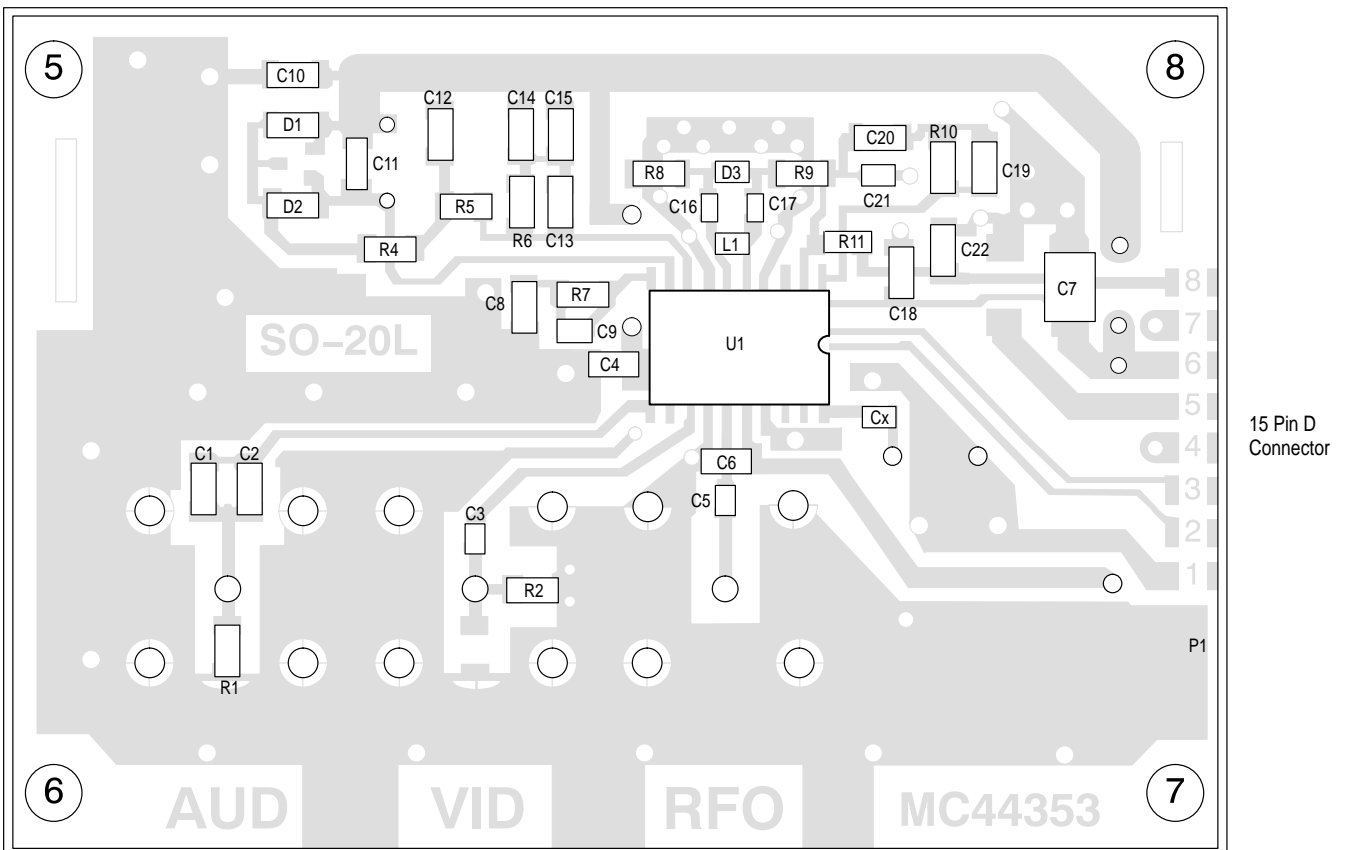 5
8
C10
C12
C14
C15
D1
C20
R10
C11
C19
R8
D3
R9
C21
D2
R5
C16
C17
R6
C13
L1
R11
R4
C22
C8
R7
C18
C7
8
C9
7
SO–20L
U1
C4
6
5
Cx
15 Pin D
Connector
4
C1
C2
C6
3
C5
C3
2
1
R2
P1
R1
6
7
AUD
VID
RFO
MC44353